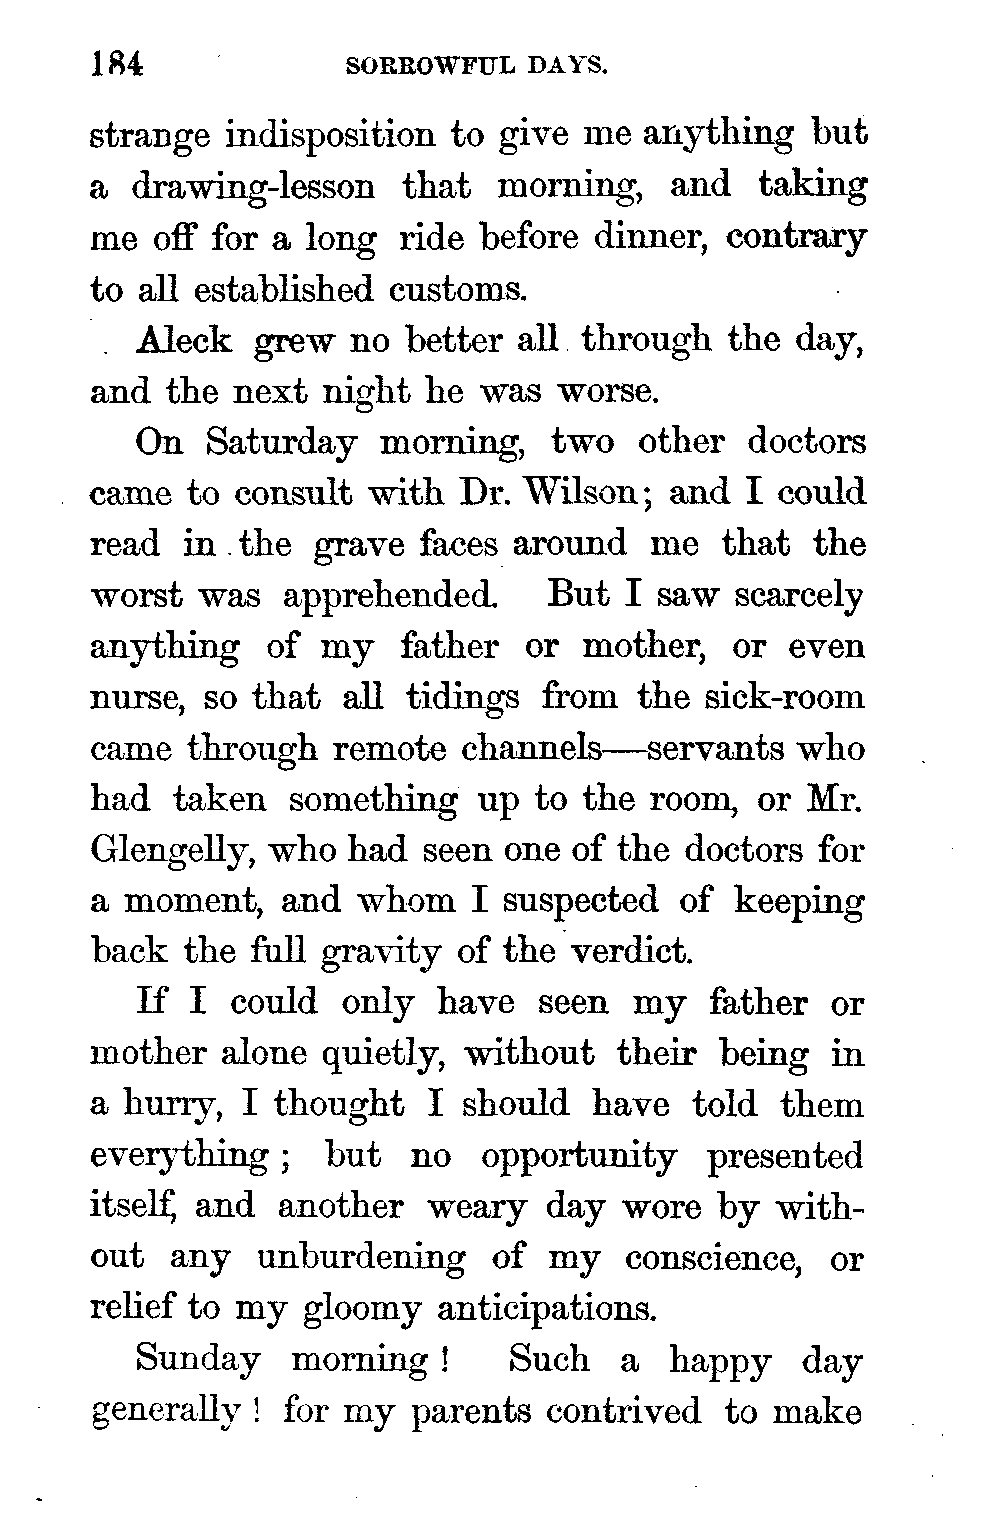 184 SORROWFUL DAYS.
strange indisposition to give me anything but
a drawing-lesson that morning, and taking
me off for a long ride before dinner, contrary
to all established customs.
Aleck grew no better all through the day,
and the next night he was worse.
On Saturday morning, two other doctors
came to consult with Dr. Wilson; and I could
read in the grave faces around me that the
worst was apprehended. But I saw scarcely
anything of my father or mother, or even
nurse, so that all tidings from the sick-room
came through remote channels—servants who
had taken something up to the room, or Mr.
Glengelly, who had seen one of the doctors for
a moment, and whom I suspected of keeping
back the full gravity of the verdict.
If I could only have seen my father or
mother alone quietly, without their being in
a hurry, I thought I should have told them
everything ; but no opportunity presented
itself, and another weary day wore by with-
out any unburdening of my conscience, or
relief to my gloomy anticipations.
Sunday morning ! Such a happy day
generally ! for my parents contrived to make